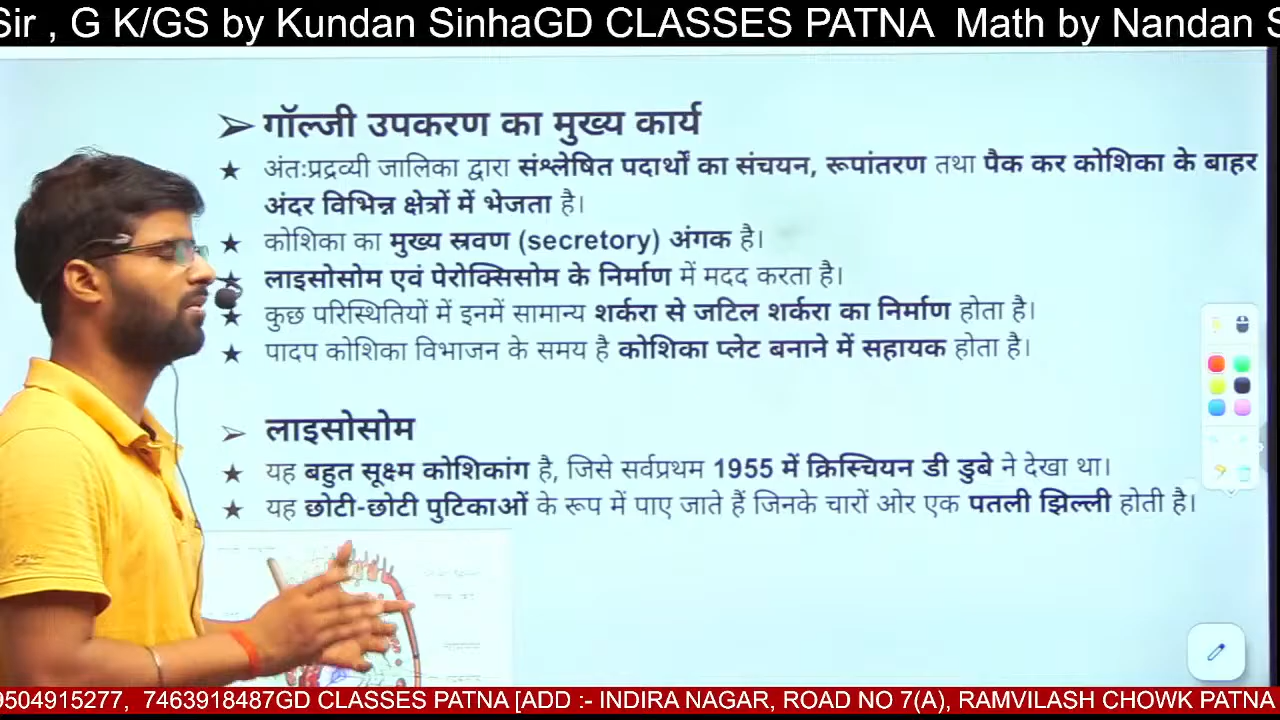 Sir , G K/GS by Kundan SinhaGD CLASSES PATNA  Math by Nandan S
गॉल्जी उपकरण का मुख्य कार्य
अंतःप्रद्रव्यी जालिका द्वारा संश्लेषित पदार्थों का संचयन, रूपांतरण तथा पैक कर कोशिका के बाहर
अंदर विभिन्न क्षेत्रों में भेजता है।
कोशिका का मुख्य स्रवण (secretory) अंगक है।
लाइसोसोम एवं पेरोक्सिसोम के निर्माण में मदद करता है।
कुछ परिस्थितियों में इनमें सामान्य शर्करा से जटिल शर्करा का निर्माण होता है।
पादप कोशिका विभाजन के समय है कोशिका प्लेट बनाने में सहायक होता है।
लाइसोसोम
यह बहुत सूक्ष्म कोशिकांग है, जिसे सर्वप्रथम 1955 में क्रिस्चियन डी डुबे ने देखा था।
यह छोटी-छोटी पुटिकाओं के रूप में पाए जाते हैं जिनके चारों ओर एक पतली झिल्ली होती है।
9504915277,  7463918487GD CLASSES PATNA [ADD :- INDIRA NAGAR, ROAD NO 7(A), RAMVILASH CHOWK PATNA